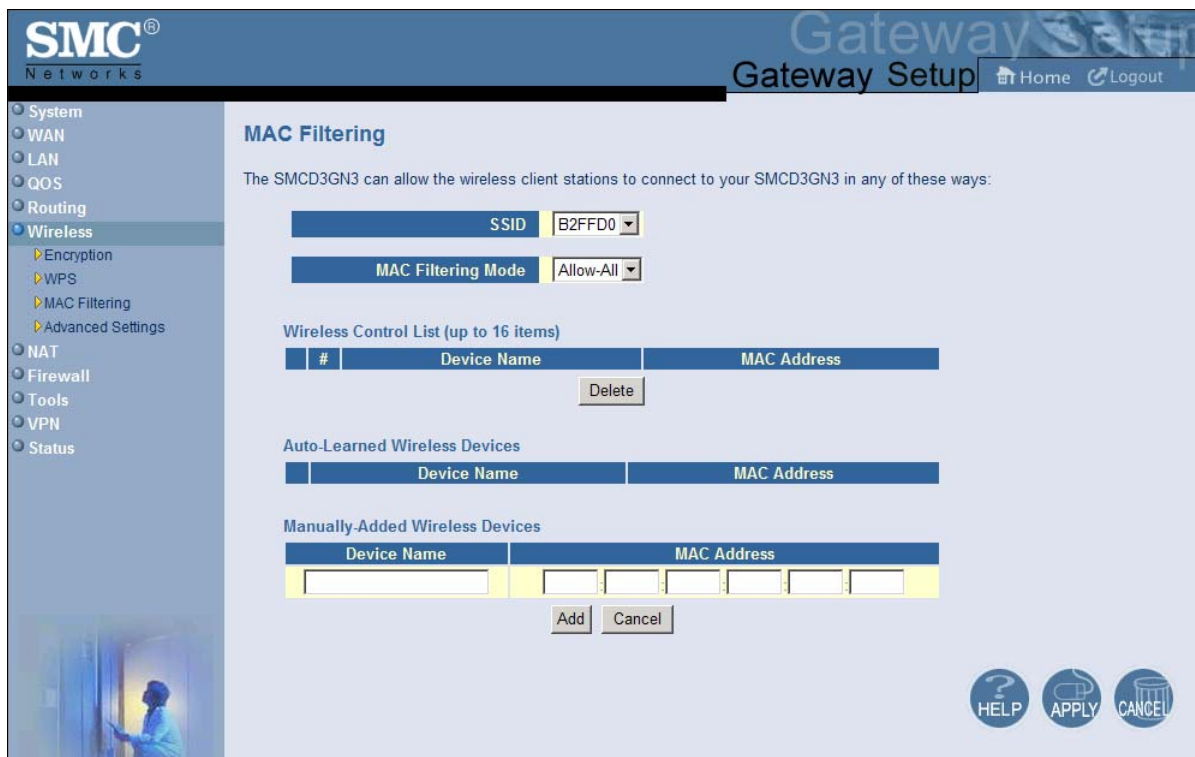 SMC®
Networks
Gateway Setup
Gateway Setup
Home
Logout
System
WAN
LAN
QOS
Routing
Wireless
Encryption
WPS
MAC Filtering
Advanced Settings
NAT
Firewall
Tools
VPN
Status
MAC Filtering
The SMCD3GN3 can allow the wireless client stations to connect to your SMCD3GN3 in any of these ways:
SSID B2FFD0
MAC Filtering Mode Allow-All
Wireless Control List (up to 16 items)
# Device Name MAC Address
Delete
Auto-Learned Wireless Devices
Device Name MAC Address
Manually-Added Wireless Devices
Device Name MAC Address
: : : : :
Add Cancel
HELP APPLY CANCEL